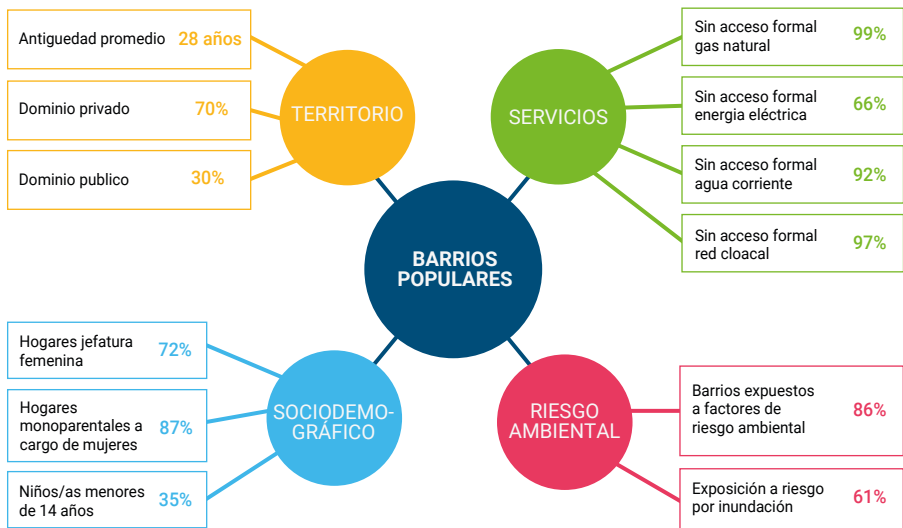 Antiguedad promedio 28 años
Dominio privado 70%
Dominio publico 30%
TERRITORIO
SERVICIOS
Sin acceso formal
gas natural 99%
Sin acceso formal
energia eléctrica 66%
Sin acceso formal
agua corriente 92%
Sin acceso formal
red cloacal 97%
BARRIOS
POPULARES
Hogares jefatura
femenina 72%
Hogares
monoparentales a
cargo de mujeres 87%
Niños/as menores
de 14 años 35%
SOCIODEMO-
GRÁFICO
RIESGO
AMBIENTAL
Barrios expuestos
a factores de
riesgo ambiental 86%
Exposición a riesgo
por inundación 61%